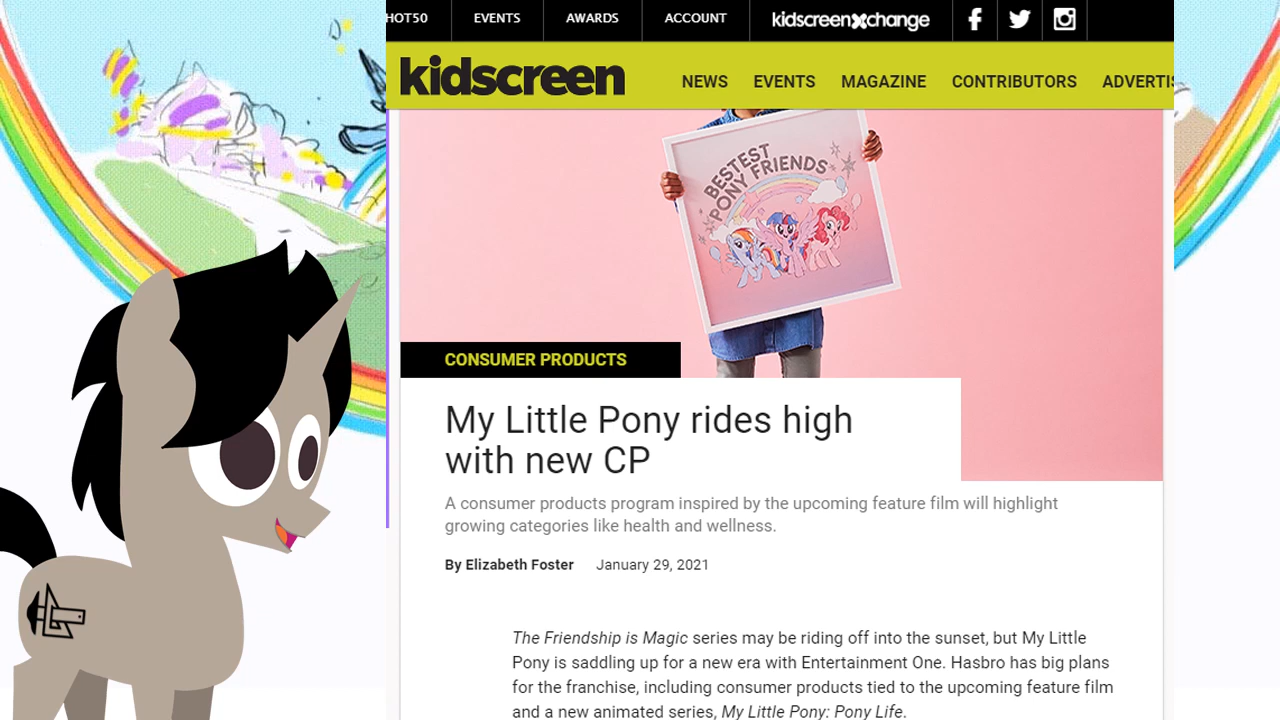 HOT50 EVENTS AWARDS ACCOUNT kidscreenxchange
kidscreen NEWS EVENTS MAGAZINE CONTRIBUTORS ADVERTIS
BESTEST
PONY FRIENDS
CONSUMER PRODUCTS
My Little Pony rides high
with new CP
A consumer products program inspired by the upcoming feature film will highlight
growing categories like health and wellness.
By Elizabeth Foster January 29, 2021
The Friendship is Magic series may be riding off into the sunset, but My Little
Pony is saddling up for a new era with Entertainment One. Hasbro has big plans
for the franchise, including consumer products tied to the upcoming feature film
and a new animated series, My Little Pony: Pony Life.